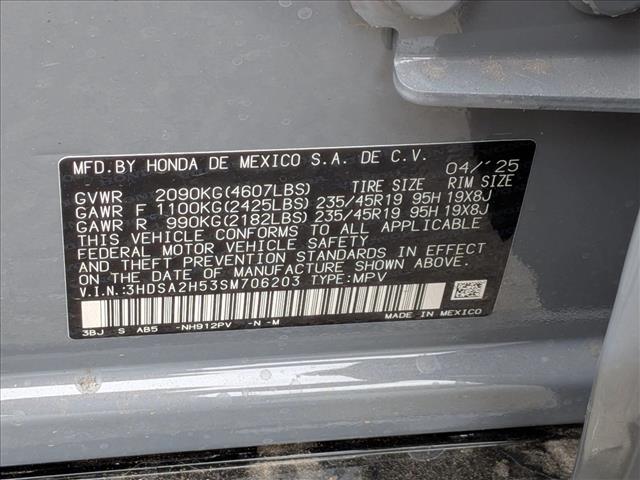 MFD.BY HONDA DE MEXICO S.A. DE C.V. 04/'25
GVWR 2090KG(4607LBS) TIRE SIZE RIM SIZE
GAWR F 1100KG(2425LBS) 235/45R19 95H 19X8J
GAWR R 990KG(2182LBS) 235/45R19 95H 19X8J
THIS VEHICLE CONFORMS TO ALL APPLICABLE
FEDERAL MOTOR VEHICLE SAFETY
AND THEFT PREVENTION STANDARDS IN EFFECT
ON THE DATE OF MANUFACTURE SHOWN ABOVE.
V.I.N.:3HDSA2H53SM706203 TYPE:MPV
3BJ S AB5 -NH912PV -N -M MADE IN MEXICO